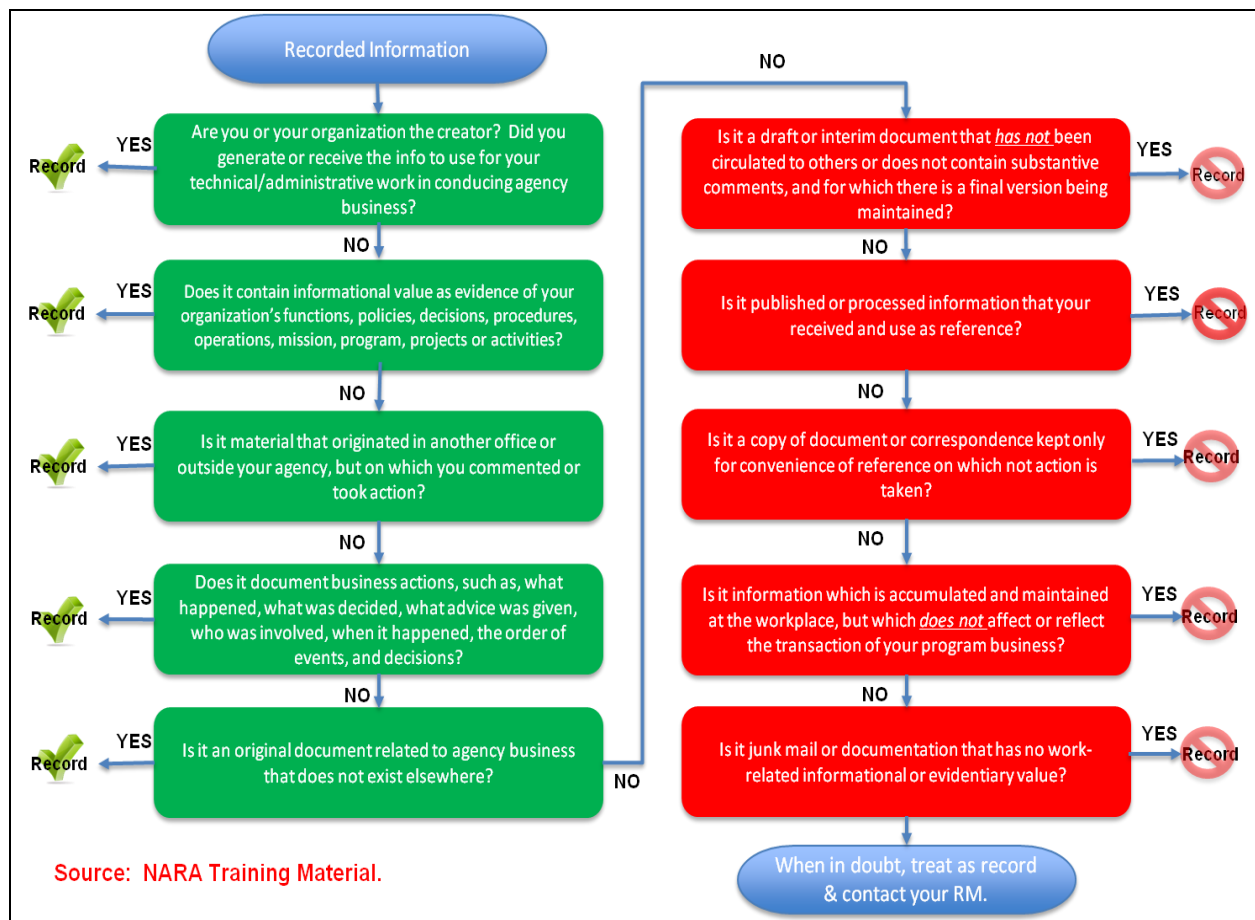 Recorded Information
YES
Record
Are you or your organization the creator?  Did you
generate or receive the info to use for your
technical/administrative work in conducing agency
business?
NO
YES
Record
Does it contain informational value as evidence of your
organization's functions, policies, decisions, procedures,
operations, mission, program, projects or activities?
NO
YES
Record
Is it material that originated in another office or
outside your agency, but on which you commented or
took action?
NO
YES
Record
Does it document business actions, such as, what
happened, what was decided, what advice was given,
who was involved, when it happened, the order of
events, and decisions?
NO
YES
Record
Is it an original document related to agency business
that does not exist elsewhere?
NO
NO
Is it a draft or interim document that has not been
circulated to others or does not contain substantive
comments, and for which there is a final version being
maintained?
YES
Record
NO
Is it published or processed information that your
received and use as reference?
YES
Record
NO
Is it a copy of document or correspondence kept only
for convenience of reference on which not action is
taken?
YES
Record
NO
Is it information which is accumulated and maintained
at the workplace, but which does not affect or reflect
the transaction of your program business?
YES
Record
NO
Is it junk mail or documentation that has no work-
related informational or evidentiary value?
YES
Record
When in doubt, treat as record
& contact your RM.
Source:  NARA Training Material.